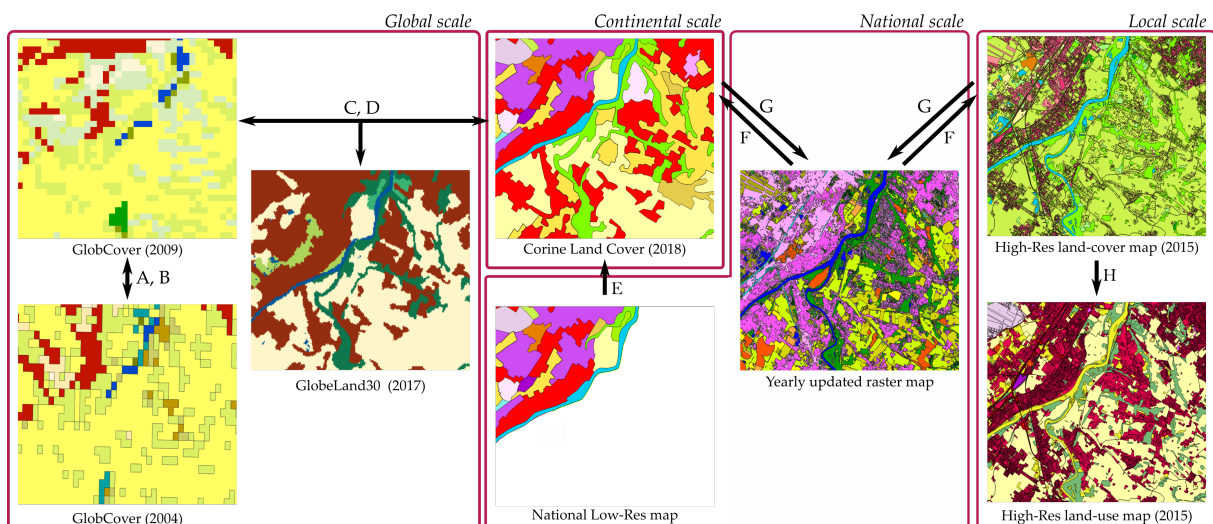 Global scale
Continental scale
National scale
Local scale
GlobCover (2009)
A, B
GlobCover (2004)
C, D
GlobeLand30 (2017)
Corine Land Cover (2018)
E
National Low-Res map
G
F
G
F
Yearly updated raster map
High-Res land-cover map (2015)
H
High-Res land-use map (2015)